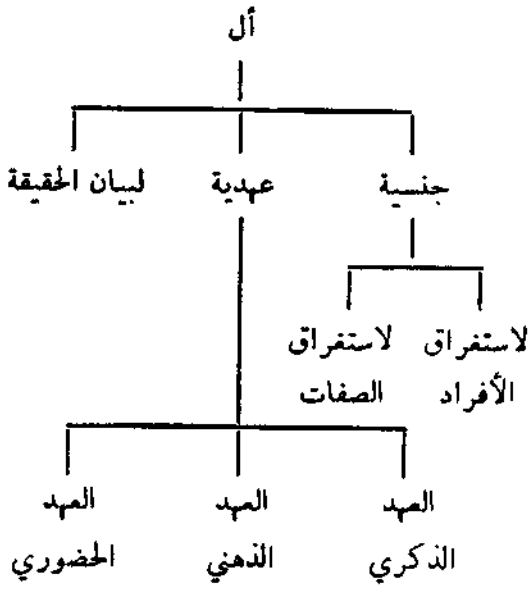 أل
جنسية عهدية لبيان الحقيقة
لاستغراق الأفراد
لاستغراق الصفات
العهد الذكري
العهد الذهني
العهد الحضوري